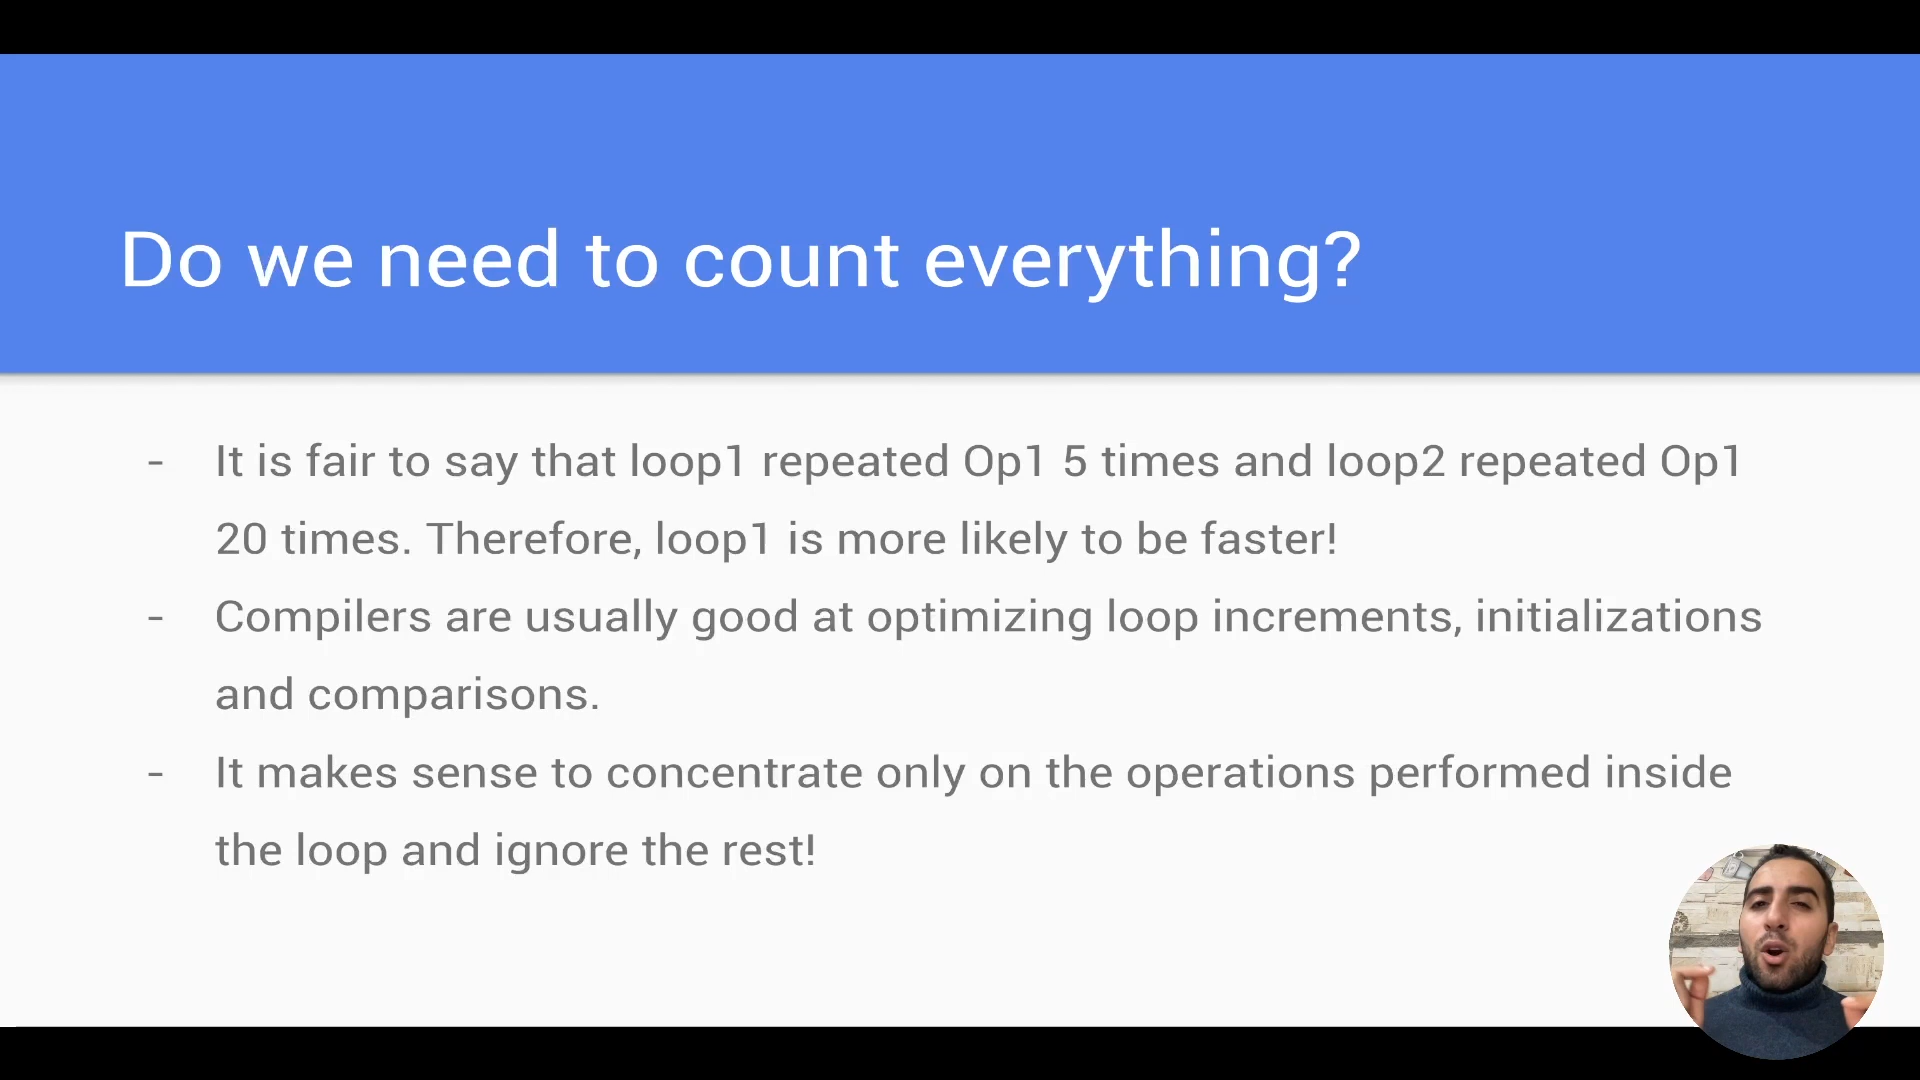 Do we need to count everything?
- It is fair to say that loop1 repeated Op1 5 times and loop2 repeated Op1
20 times. Therefore, loop1 is more likely to be faster!
- Compilers are usually good at optimizing loop increments, initializations
and comparisons.
- It makes sense to concentrate only on the operations performed inside
the loop and ignore the rest!